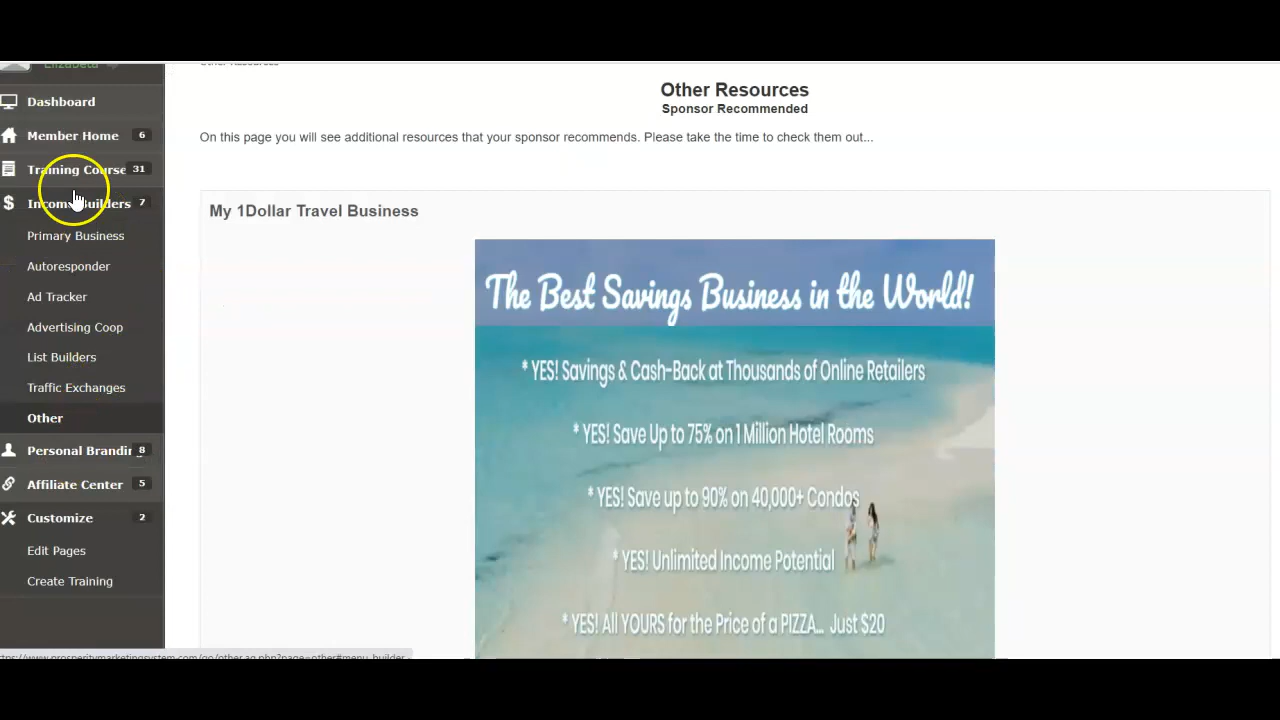 Elizabeta
Dashboard
Member Home 6
Training Course 31
Income Builders 7
Primary Business
Autoresponder
Ad Tracker
Advertising Coop
List Builders
Traffic Exchanges
Other
Personal Brandin 8
Affiliate Center 5
Customize 2
Edit Pages
Create Training
Other Resources
Other Resources
Sponsor Recommended
On this page you will see additional resources that your sponsor recommends. Please take the time to check them out...
My 1Dollar Travel Business
The Best Savings Business in the World!
* YES! Savings & Cash-Back at Thousands of Online Retailers
* YES! Save Up to 75% on 1 Million Hotel Rooms
* YES! Save up to 90% on 40,000+ Condos
* YES! Unlimited Income Potential
* YES! All YOURS for the Price of a PIZZA... Just $20